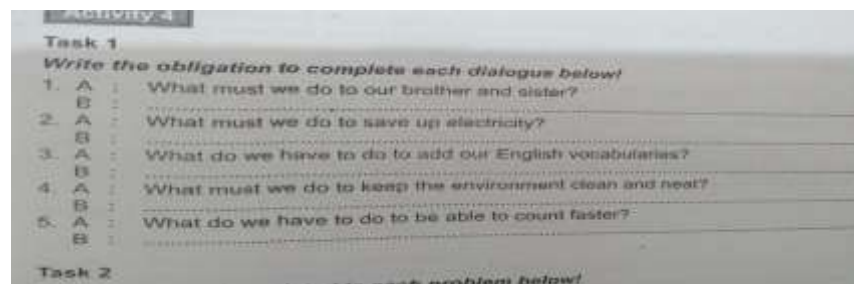 Activity 4
Task 1
Write the obligation to complete each dialogue below!
1. A : What must we do to our brother and sister?
B : ....................
2. A : What must we do to save up electricity?
B : ....................
3. A : What do we have to do to add our English vocabularies?
B : ....................
4. A : What must we do to keep the environment clean and neat?
B : ....................
5. A : What do we have to do to be able to count faster?
B : ....................
Task 2
each problem below!